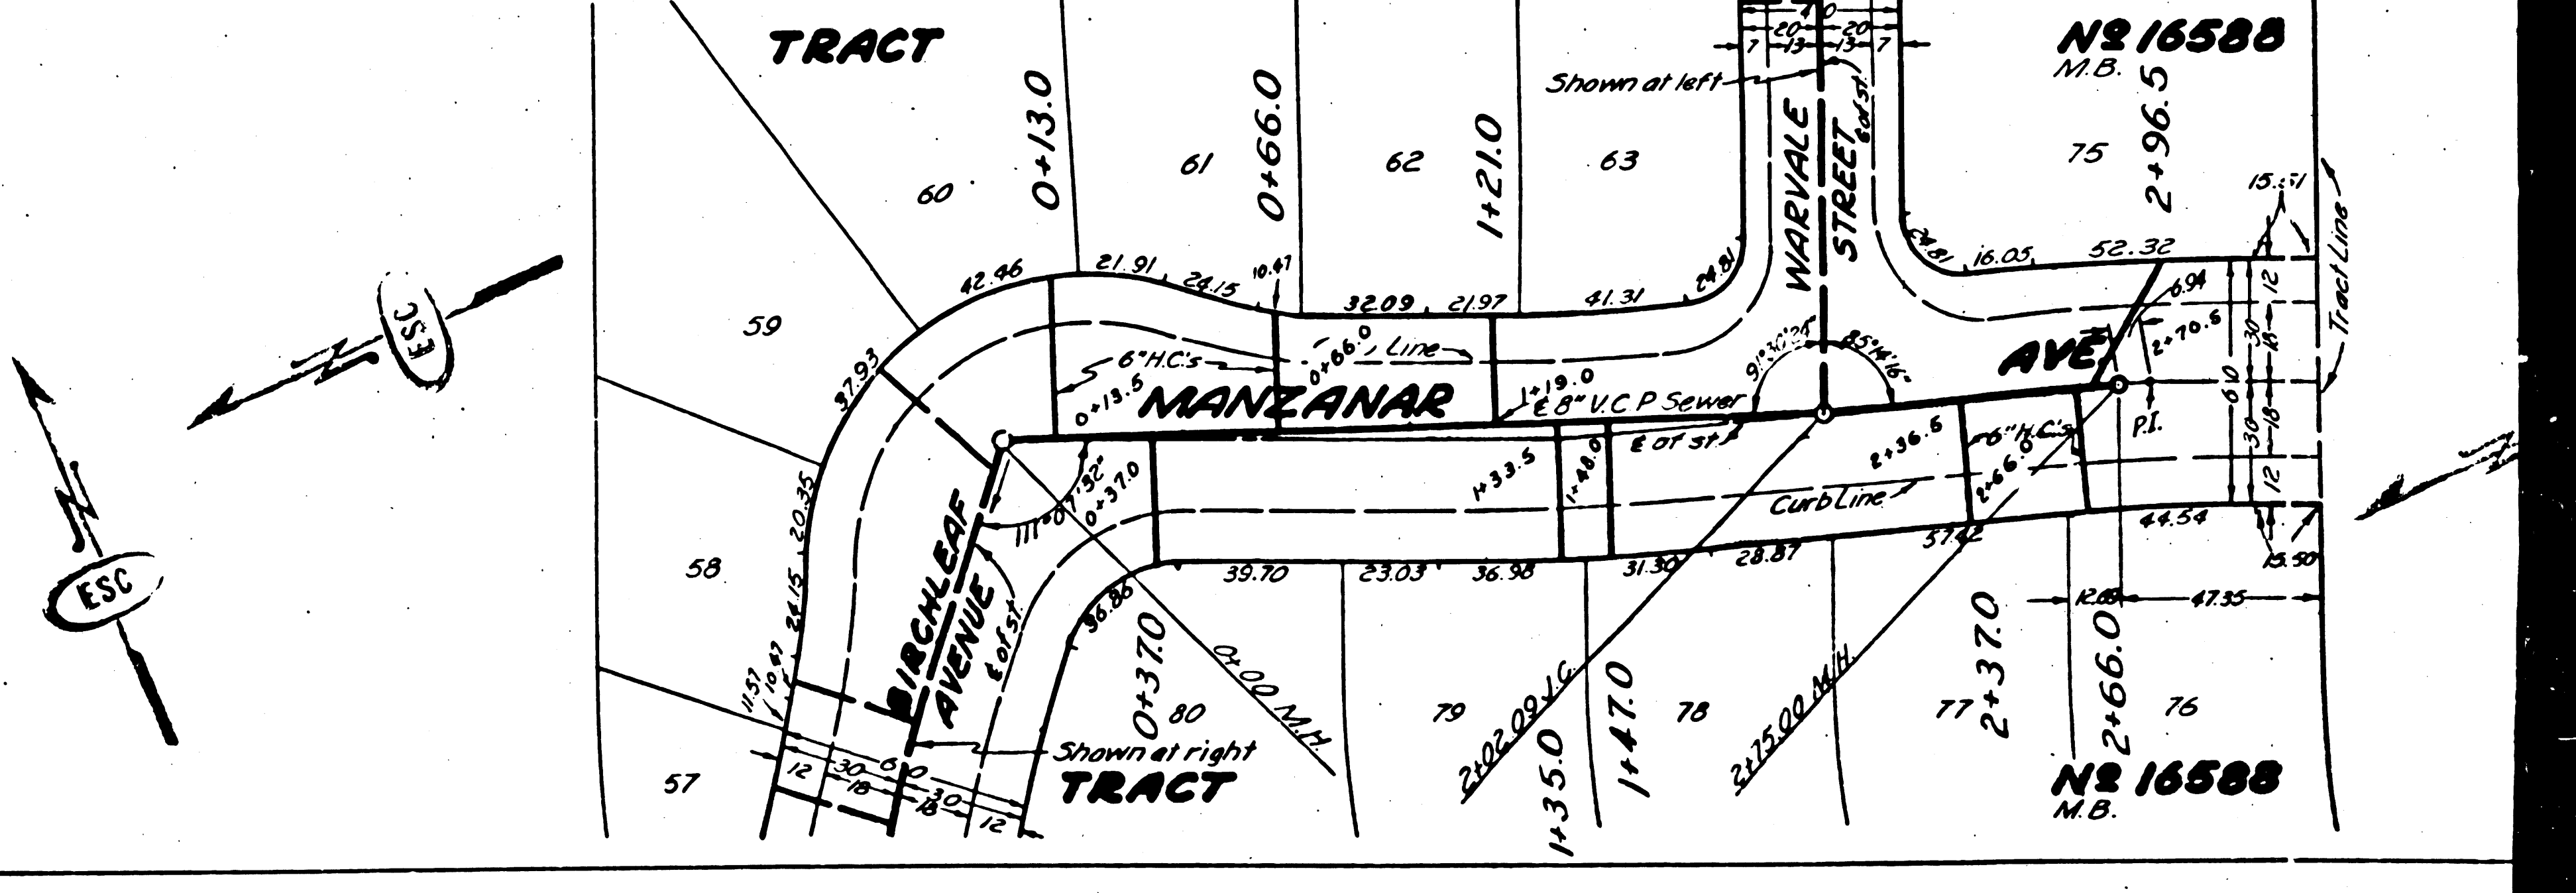 TRACT
Nº 16588
M.B.
40
20 20
7 13 13 7
Shown at left
WARVALE
STREET
¢ of st.
0+13.0
0+66.0
1+21.0
2+96.5
60
61
62
63
75
15.51
Tract Line
59
58
57
42.46
21.91
24.15
10.47
32.09
21.97
41.31
24.81
24.81
16.05
52.32
6.94
2+70.5
37.93
20.35
24.15
10.47
11.57
6" H.C.'s
0+13.5
0+66.0
Line
1+19.0
¢ 8" V.C.P Sewer
MANZANAR
AVE
85°14'16"
¢ of st.
P.I.
12
18
30
60
30
18
12
111°07'32"
0+37.0
1+33.5
1+48.0
2+36.5
6" H.C.'s
2+66.0
Curb Line
BIRCHLEAF
AVENUE
¢ of st.
36.86
39.70
23.03
36.98
31.30
28.87
57.42
44.54
15.50
47.35
0+37.0
0+00 M.H.
2+02.09 J.C.
2+75.00 M.H.
1+35.0
1+47.0
2+37.0
2+66.0
80
79
78
77
76
Shown at right
60
12 30 30
18 18 12
TRACT
Nº 16588
M.B.
N
ESC
N
ESC